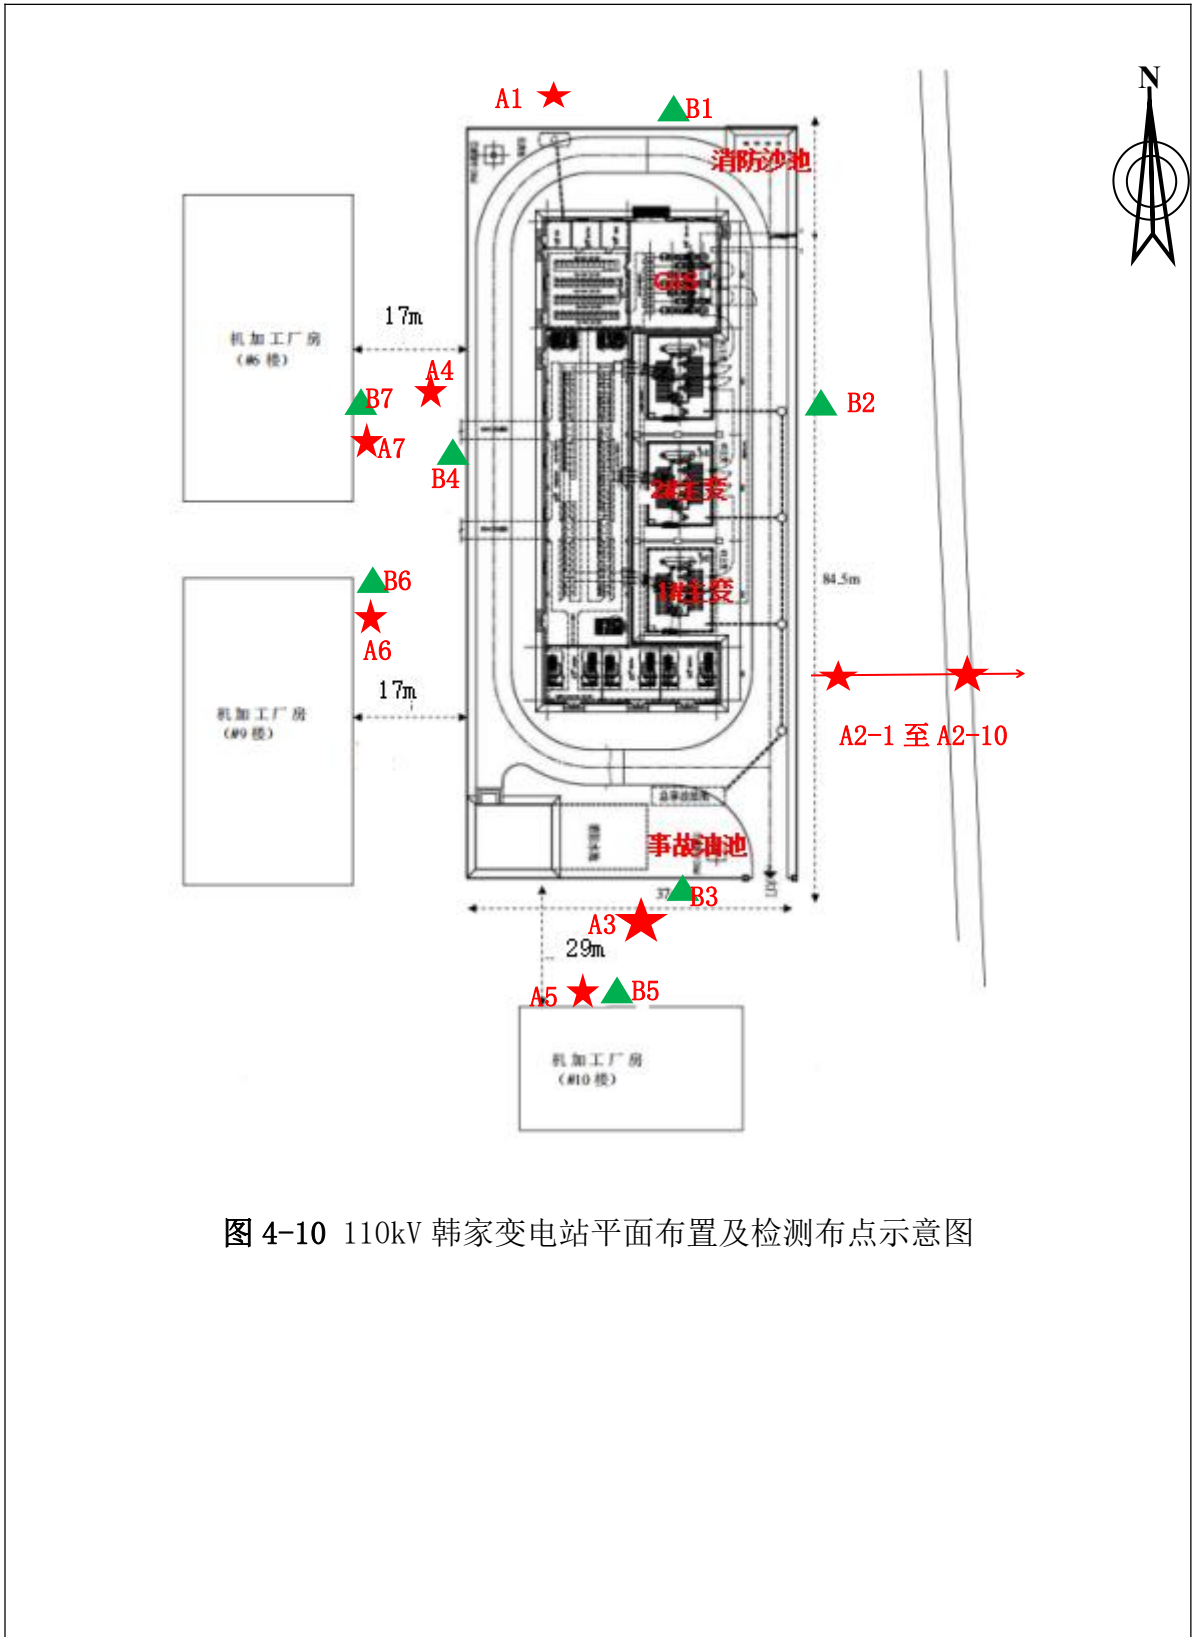 N
A1
B1
消防沙池
GIS
17m
机加工厂房
（#6 楼）
A4
B7
B2
A7
B4
2#主变
B6
1#主变
84.5m
A6
17m
机加工厂房
（#9 楼）
A2-1 至 A2-10
事故油池
B3
A3
29m
A5
B5
机加工厂房
（#10 楼）
图 4-10 110kV 韩家变电站平面布置及检测布点示意图